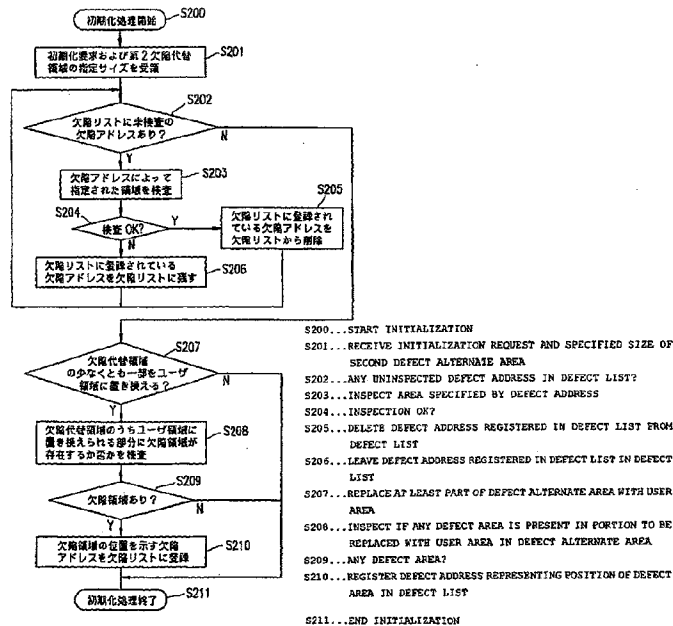 初期化処理開始
S200
初期化要求および第2欠陥代替
領域の指定サイズを受領
S201
S202
欠陥リストに未検査の
欠陥アドレスあり?
N
Y
欠陥アドレスによって
指定された領域を検査
S203
S204
検査 OK?
Y
N
S205
欠陥リストに登録され
ている欠陥アドレスを
欠陥リストから削除
欠陥リストに登録されている
欠陥アドレスを欠陥リストに残す
S206
S207
欠陥代替領域
の少なくとも一部をユーザ
領域に置き換える?
N
Y
欠陥代替領域のうちユーザ領域に
置き換えられる部分に欠陥領域が
存在するか否かを検査
S208
S209
欠陥領域あり?
N
Y
欠陥領域の位置を示す欠陥
アドレスを欠陥リストに登録
S210
初期化処理終了
S211
S200...START INITIALIZATION
S201...RECEIVE INITIALIZATION REQUEST AND SPECIFIED SIZE OF
SECOND DEFECT ALTERNATE AREA
S202...ANY UNINSPECTED DEFECT ADDRESS IN DEFECT LIST?
S203...INSPECT AREA SPECIFIED BY DEFECT ADDRESS
S204...INSPECTION OK?
S205...DELETE DEFECT ADDRESS REGISTERED IN DEFECT LIST FROM
DEFECT LIST
S206...LEAVE DEFECT ADDRESS REGISTERED IN DEFECT LIST IN DEFECT
LIST
S207...REPLACE AT LEAST PART OF DEFECT ALTERNATE AREA WITH USER
AREA
S208...INSPECT IF ANY DEFECT AREA IS PRESENT IN PORTION TO BE
REPLACED WITH USER AREA IN DEFECT ALTERNATE AREA
S209...ANY DEFECT AREA?
S210...REGISTER DEFECT ADDRESS REPRESENTING POSITION OF DEFECT
AREA IN DEFECT LIST
S211...END INITIALIZATION